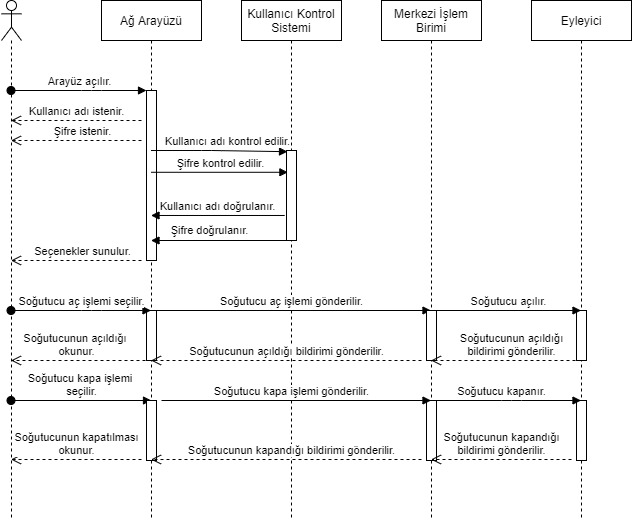 Ağ Arayüzü
Kullanıcı Kontrol
Sistemi
Merkezi İşlem
Birimi
Eyleyici
Arayüz açılır.
Kullanıcı adı istenir.
Şifre istenir.
Kullanıcı adı kontrol edilir.
Şifre kontrol edilir.
Kullanıcı adı doğrulanır.
Şifre doğrulanır.
Seçenekler sunulur.
Soğutucu aç işlemi seçilir.
Soğutucu aç işlemi gönderilir.
Soğutucu açılır.
Soğutucunun açıldığı
okunur.
Soğutucunun açıldığı bildirimi gönderilir.
Soğutucunun açıldığı
bildirimi gönderilir.
Soğutucu kapa işlemi
seçilir.
Soğutucu kapa işlemi gönderilir.
Soğutucu kapanır.
Soğutucunun kapatılması
okunur.
Soğutucunun kapandığı bildirimi gönderilir.
Soğutucunun kapandığı
bildirimi gönderilir.